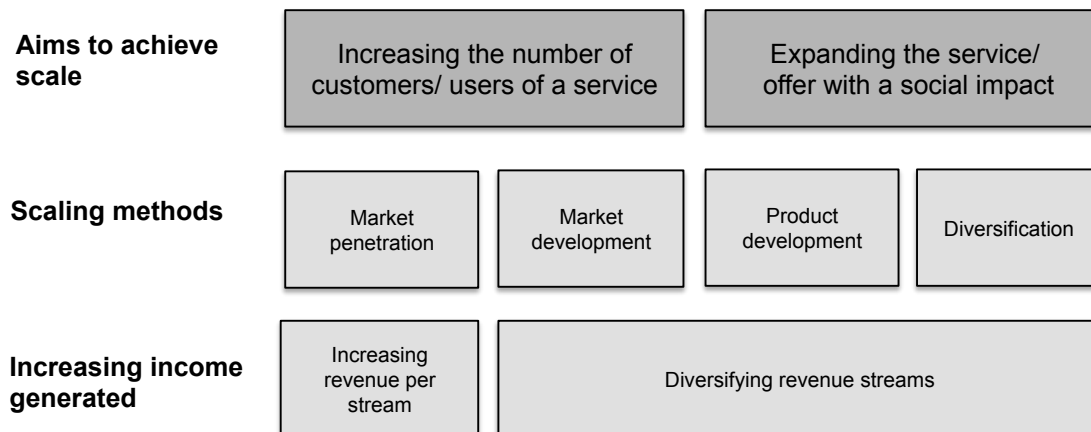 Aims to achieve
scale
Increasing the number of
customers/ users of a service
Expanding the service/
offer with a social impact
Scaling methods
Market
penetration
Market
development
Product
development
Diversification
Increasing income
generated
Increasing
revenue per
stream
Diversifying revenue streams